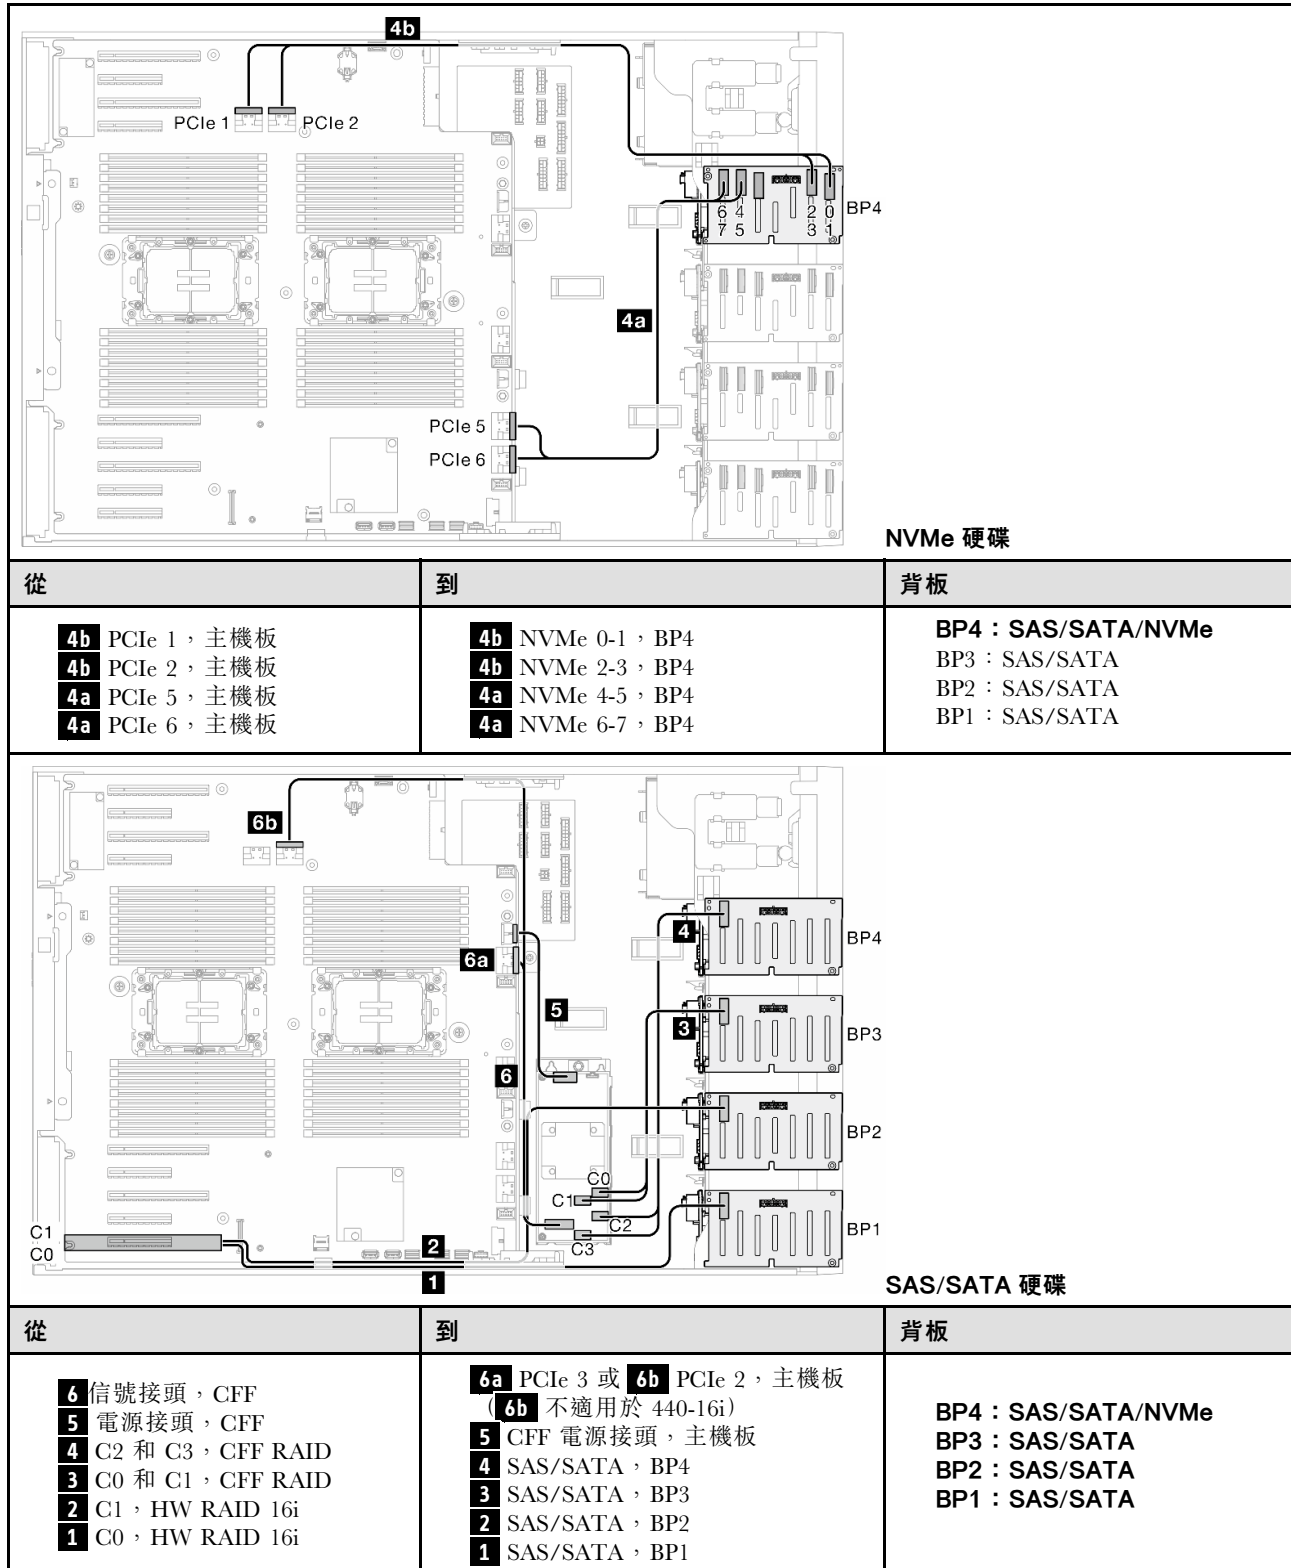 4b
PCIe 1
PCIe 2
6 4 2 0
7 5 3 1
BP4
4a
PCIe 5
PCIe 6
NVMe 硬碟
從
到
背板
4b PCIe 1，主機板
4b PCIe 2，主機板
4a PCIe 5，主機板
4a PCIe 6，主機板
4b NVMe 0-1，BP4
4b NVMe 2-3，BP4
4a NVMe 4-5，BP4
4a NVMe 6-7，BP4
BP4：SAS/SATA/NVMe
BP3：SAS/SATA
BP2：SAS/SATA
BP1：SAS/SATA
6b
4
BP4
6a
5
3
BP3
6
BP2
C0
C1
C2
C3
BP1
C1
C0
2
1
SAS/SATA 硬碟
從
到
背板
6 信號接頭，CFF
5 電源接頭，CFF
4 C2 和 C3，CFF RAID
3 C0 和 C1，CFF RAID
2 C1，HW RAID 16i
1 C0，HW RAID 16i
6a PCIe 3 或 6b PCIe 2，主機板
（6b 不適用於 440-16i）
5 CFF 電源接頭，主機板
4 SAS/SATA，BP4
3 SAS/SATA，BP3
2 SAS/SATA，BP2
1 SAS/SATA，BP1
BP4：SAS/SATA/NVMe
BP3：SAS/SATA
BP2：SAS/SATA
BP1：SAS/SATA